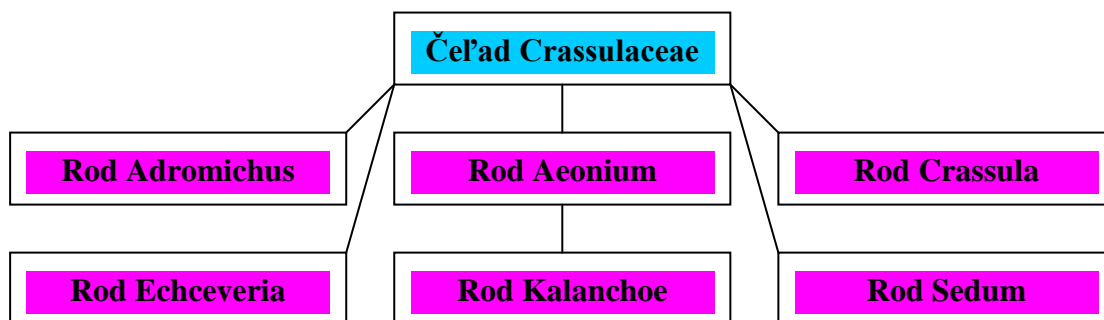 Čeľad Crassulaceae
Rod Adromichus
Rod Aeonium
Rod Crassula
Rod Echceveria
Rod Kalanchoe
Rod Sedum